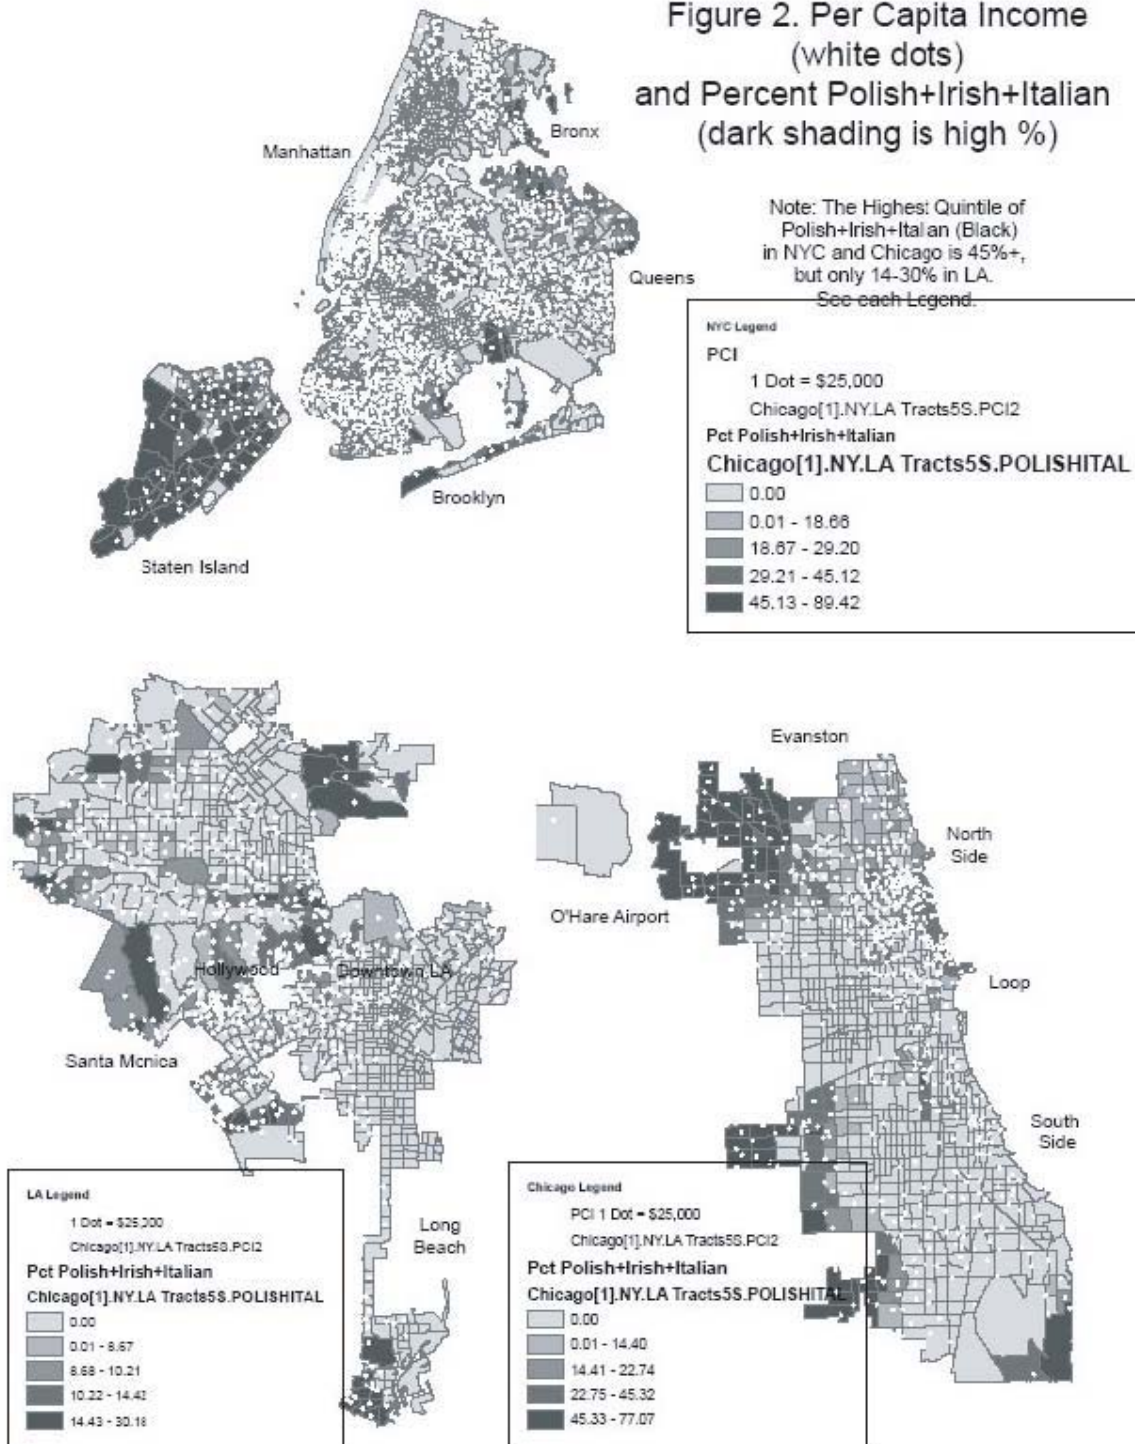 Figure 2. Per Capita Income
(white dots)
and Percent Polish+Irish+Italian
(dark shading is high %)
Manhattan
Bronx
Note: The Highest Quintile of
Polish+Irish+Italian (Black)
in NYC and Chicago is 45%+,
but only 14-30% in LA.
See each Legend.
Queens
NYC Legend
PCI
1 Dot = $25,000
Chicago[1].NY.LA Tracts5S.PCI2
Pct Polish+Irish+Italian
Chicago[1].NY.LA Tracts5S.POLISHITAL
0.00
0.01 - 18.66
18.67 - 29.20
29.21 - 45.12
45.13 - 89.42
Brooklyn
Staten Island
Evanston
North
Side
O'Hare Airport
Hollywood
Downtown LA
Loop
Santa Monica
South
Side
LA Legend
1 Dot = $25,000
Chicago[1].NY.LA Tracts5S.PCI2
Pct Polish+Irish+Italian
Chicago[1].NY.LA Tracts5S.POLISHITAL
0.00
0.01 - 8.67
8.68 - 10.21
10.22 - 14.42
14.43 - 30.18
Long
Beach
Chicago Legend
PCI 1 Dot = $25,000
Chicago[1].NY.LA Tracts5S.PCI2
Pct Polish+Irish+Italian
Chicago[1].NY.LA Tracts5S.POLISHITAL
0.00
0.01 - 14.40
14.41 - 22.74
22.75 - 45.32
45.33 - 77.07